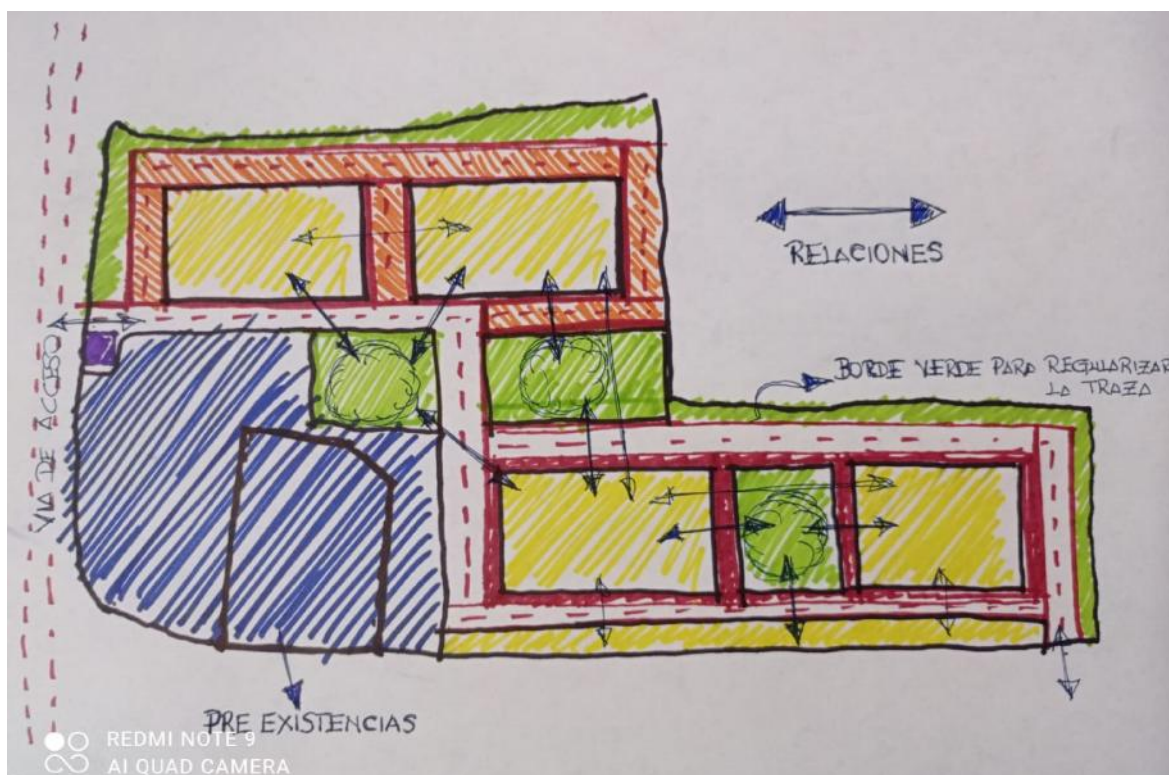 RELACIONES
VIA DE ACCESO
BORDE VERDE PARA REGULARIZAR
LA TRAZA
PRE EXISTENCIAS
REDMI NOTE 9
AI QUAD CAMERA